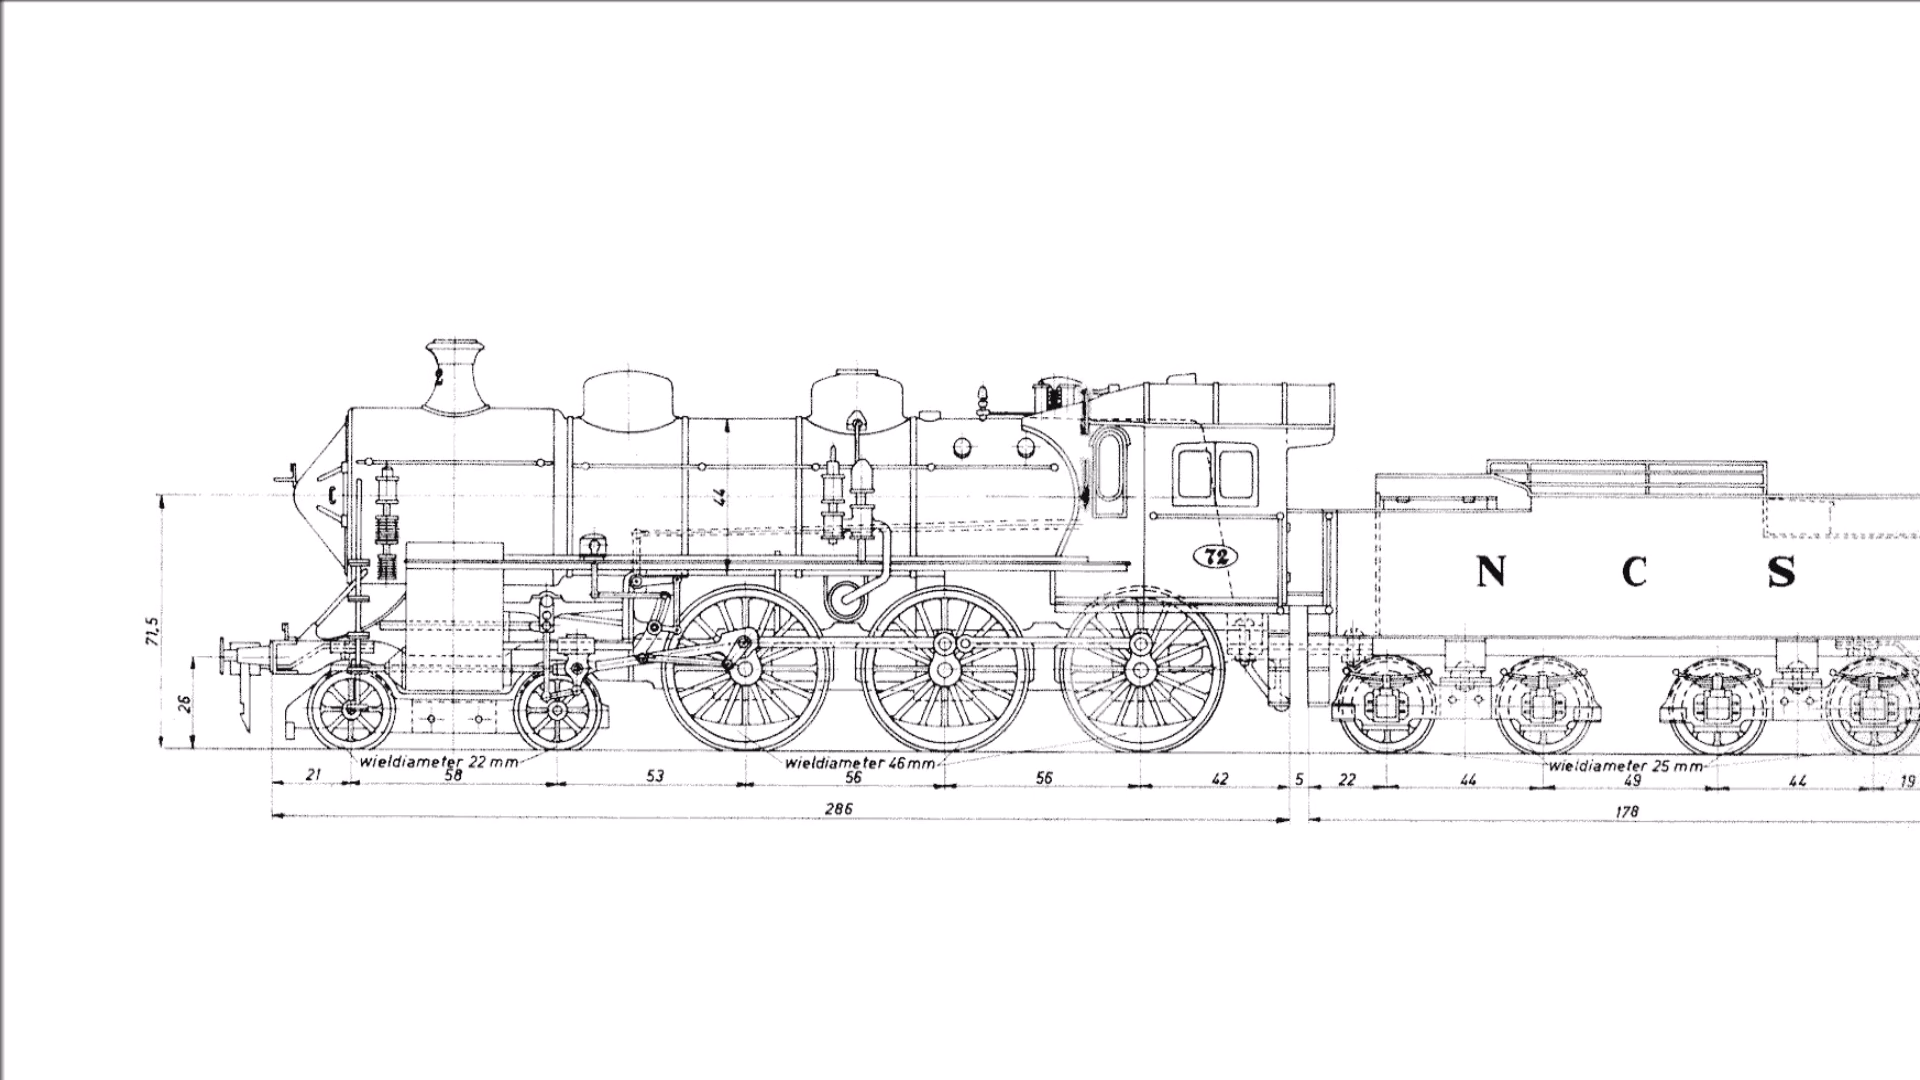 44
72
N C S
71,5
26
wieldiameter 22 mm
wieldiameter 46 mm
wieldiameter 25 mm
21 58 53 56 56 42 5 22 44 49 44 19
286 178